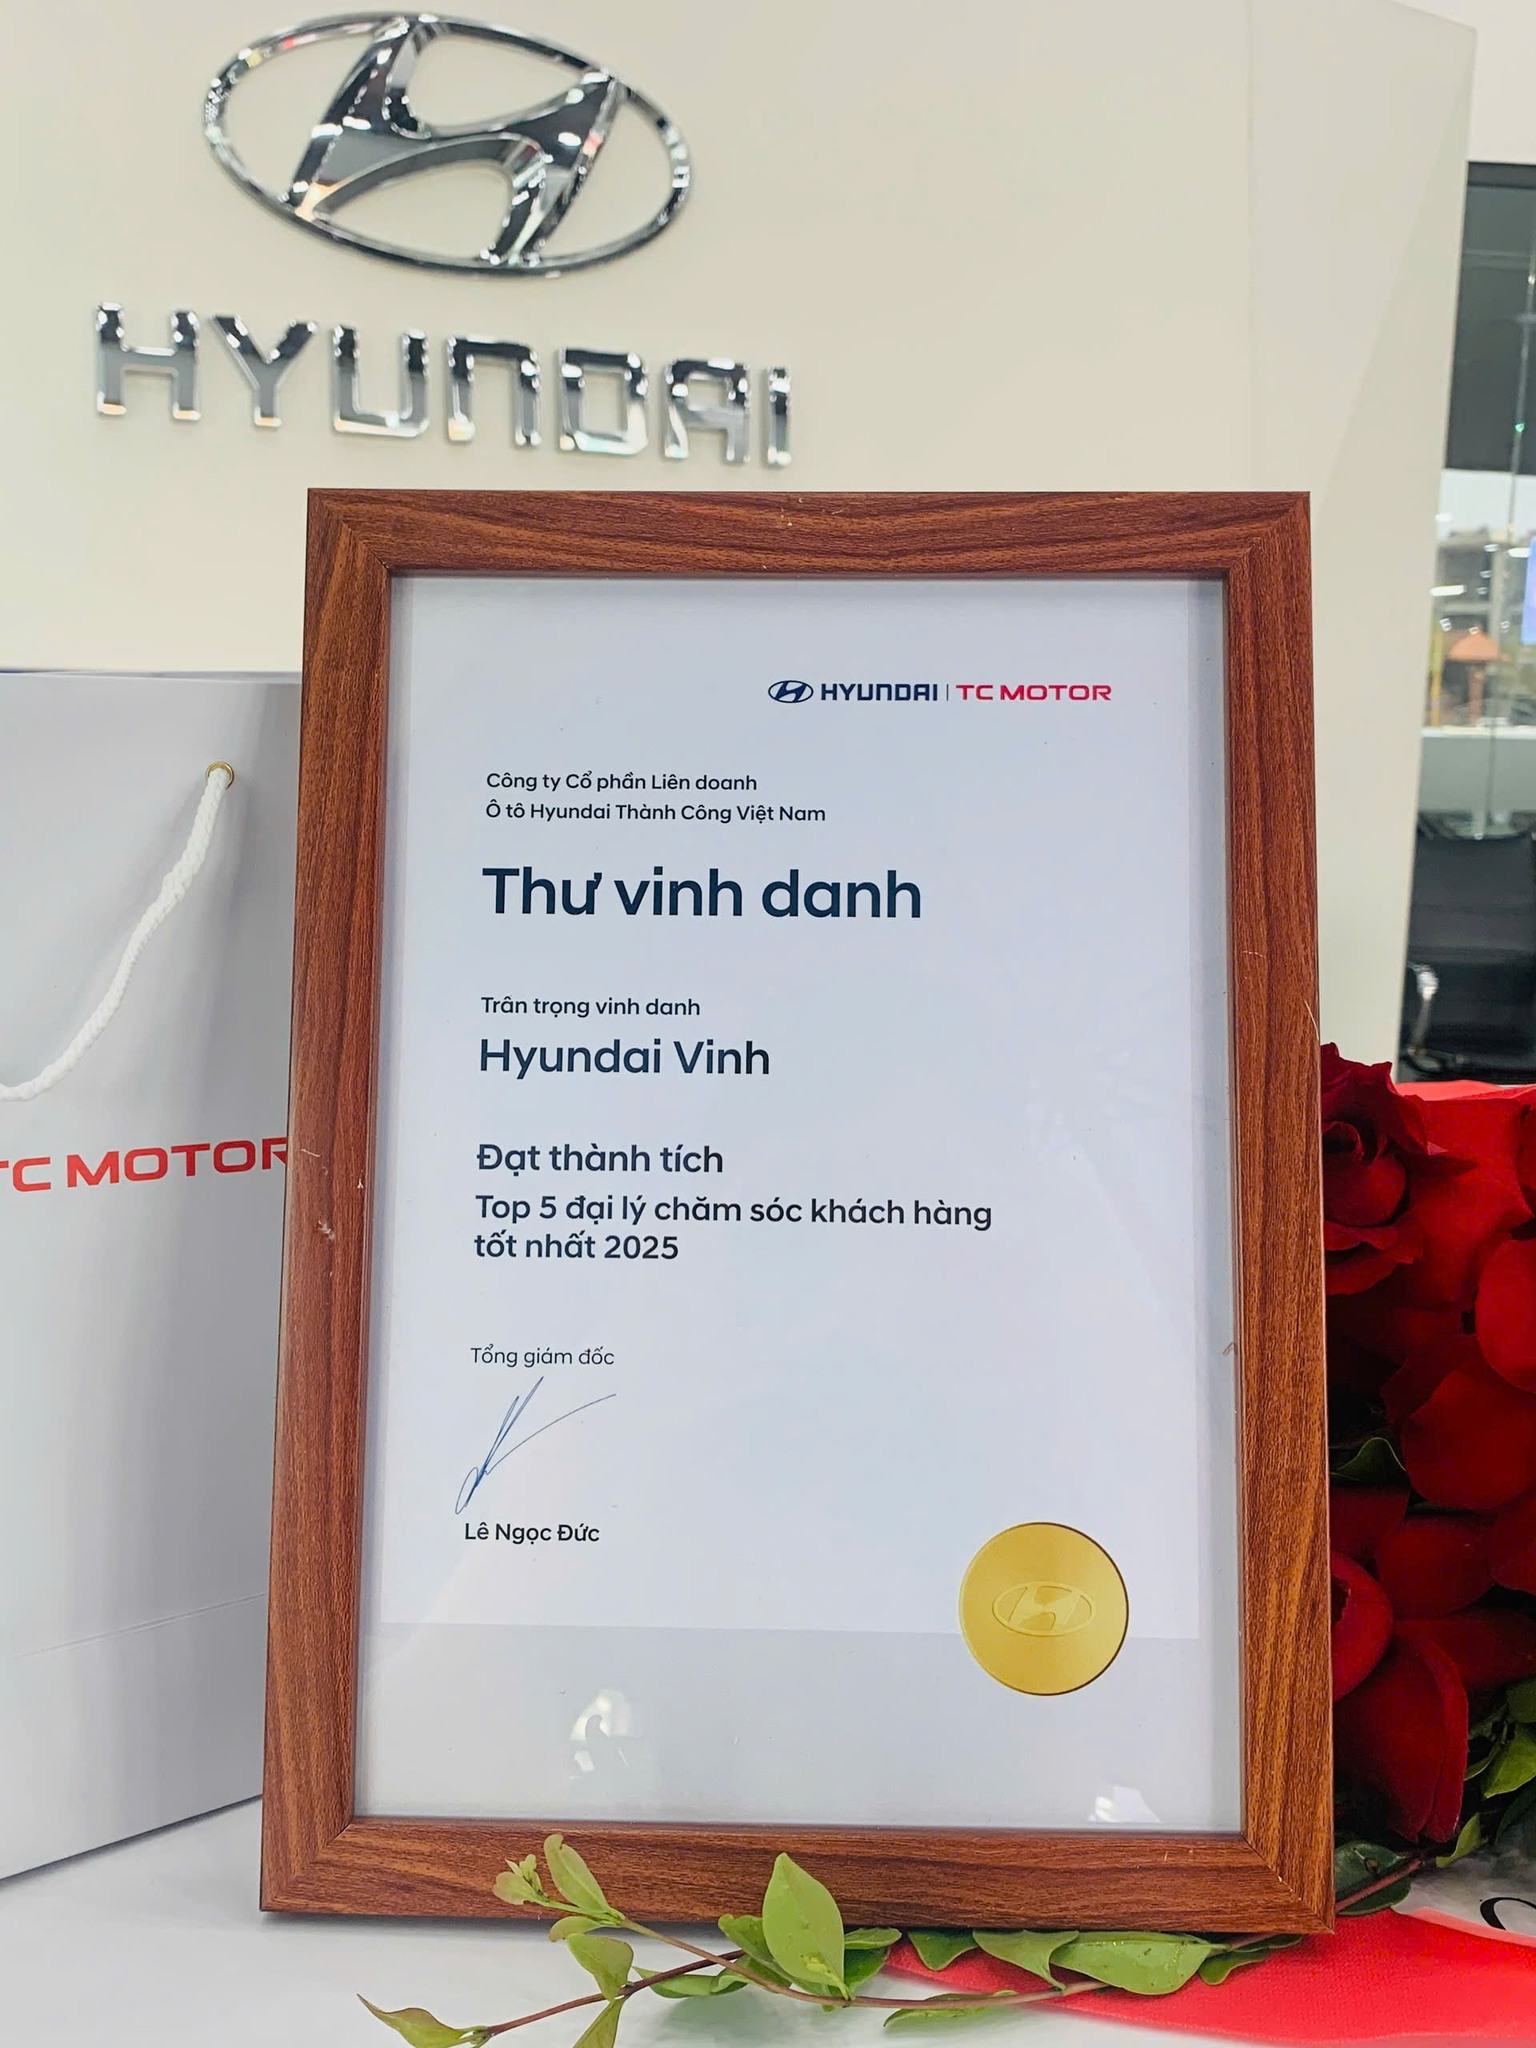 HYUNDAI
TC MOTOR
HYUNDAI | TC MOTOR
Công ty Cổ phần Liên doanh
Ô tô Hyundai Thành Công Việt Nam
Thư vinh danh
Trân trọng vinh danh
Hyundai Vinh
Đạt thành tích
Top 5 đại lý chăm sóc khách hàng
tốt nhất 2025
Tổng giám đốc
Lê Ngọc Đức